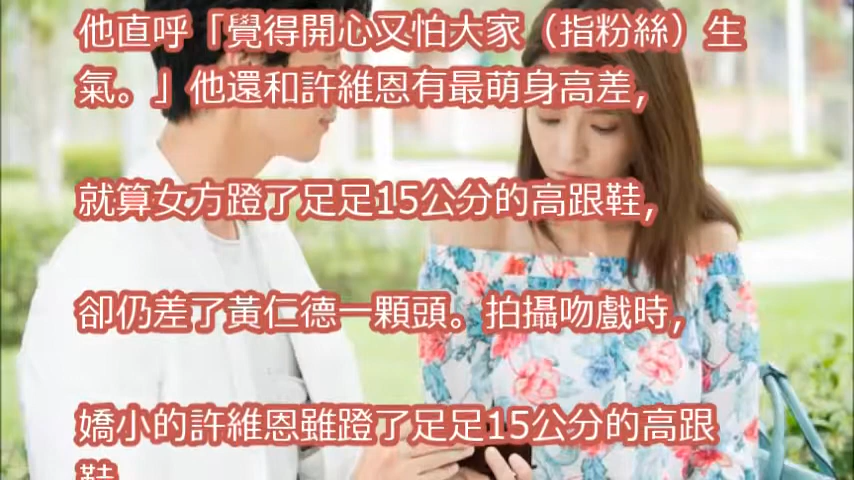 他直呼「覺得開心又怕大家（指粉絲）生
氣。」他還和許維恩有最萌身高差，
就算女方蹬了足足15公分的高跟鞋，
卻仍差了黃仁德一顆頭。拍攝吻戲時，
嬌小的許維恩雖蹬了足足15公分的高跟
鞋